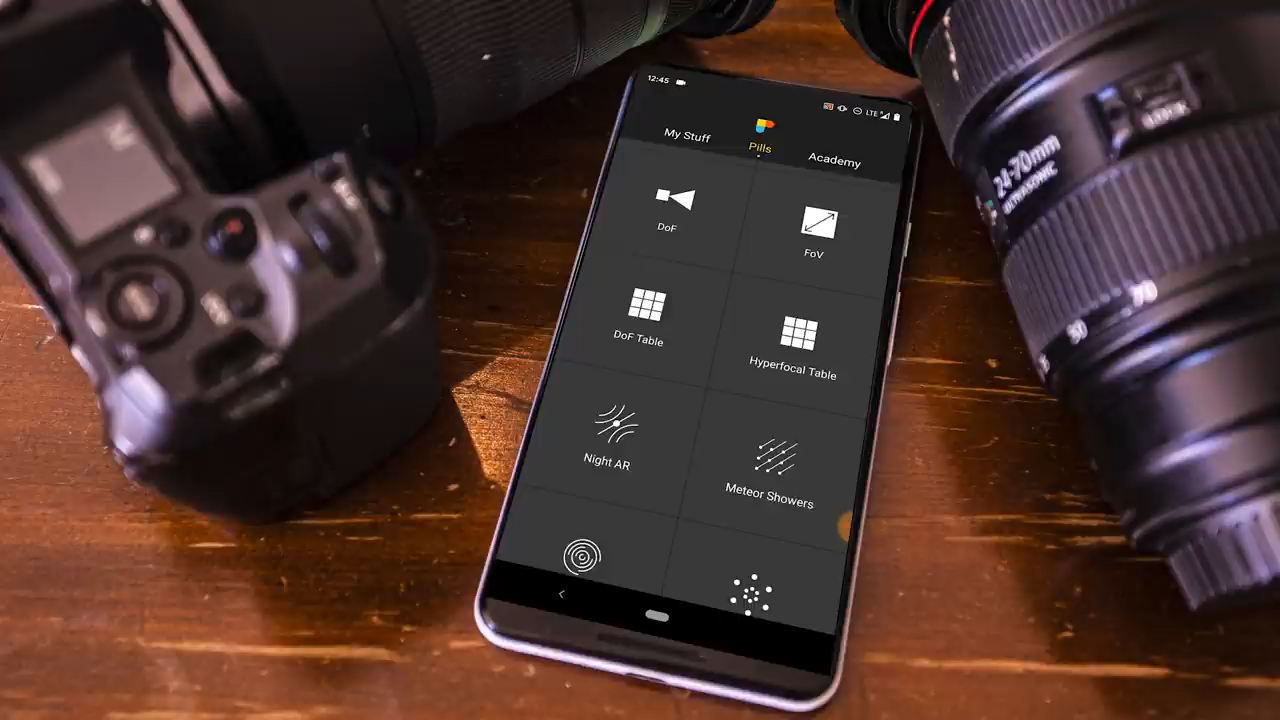 12:45
LTE
My Stuff
Pills
Academy
DoF
FoV
DoF Table
Hyperfocal Table
Night AR
Meteor Showers
24-70mm
ULTRASONIC
LOCK
70
50